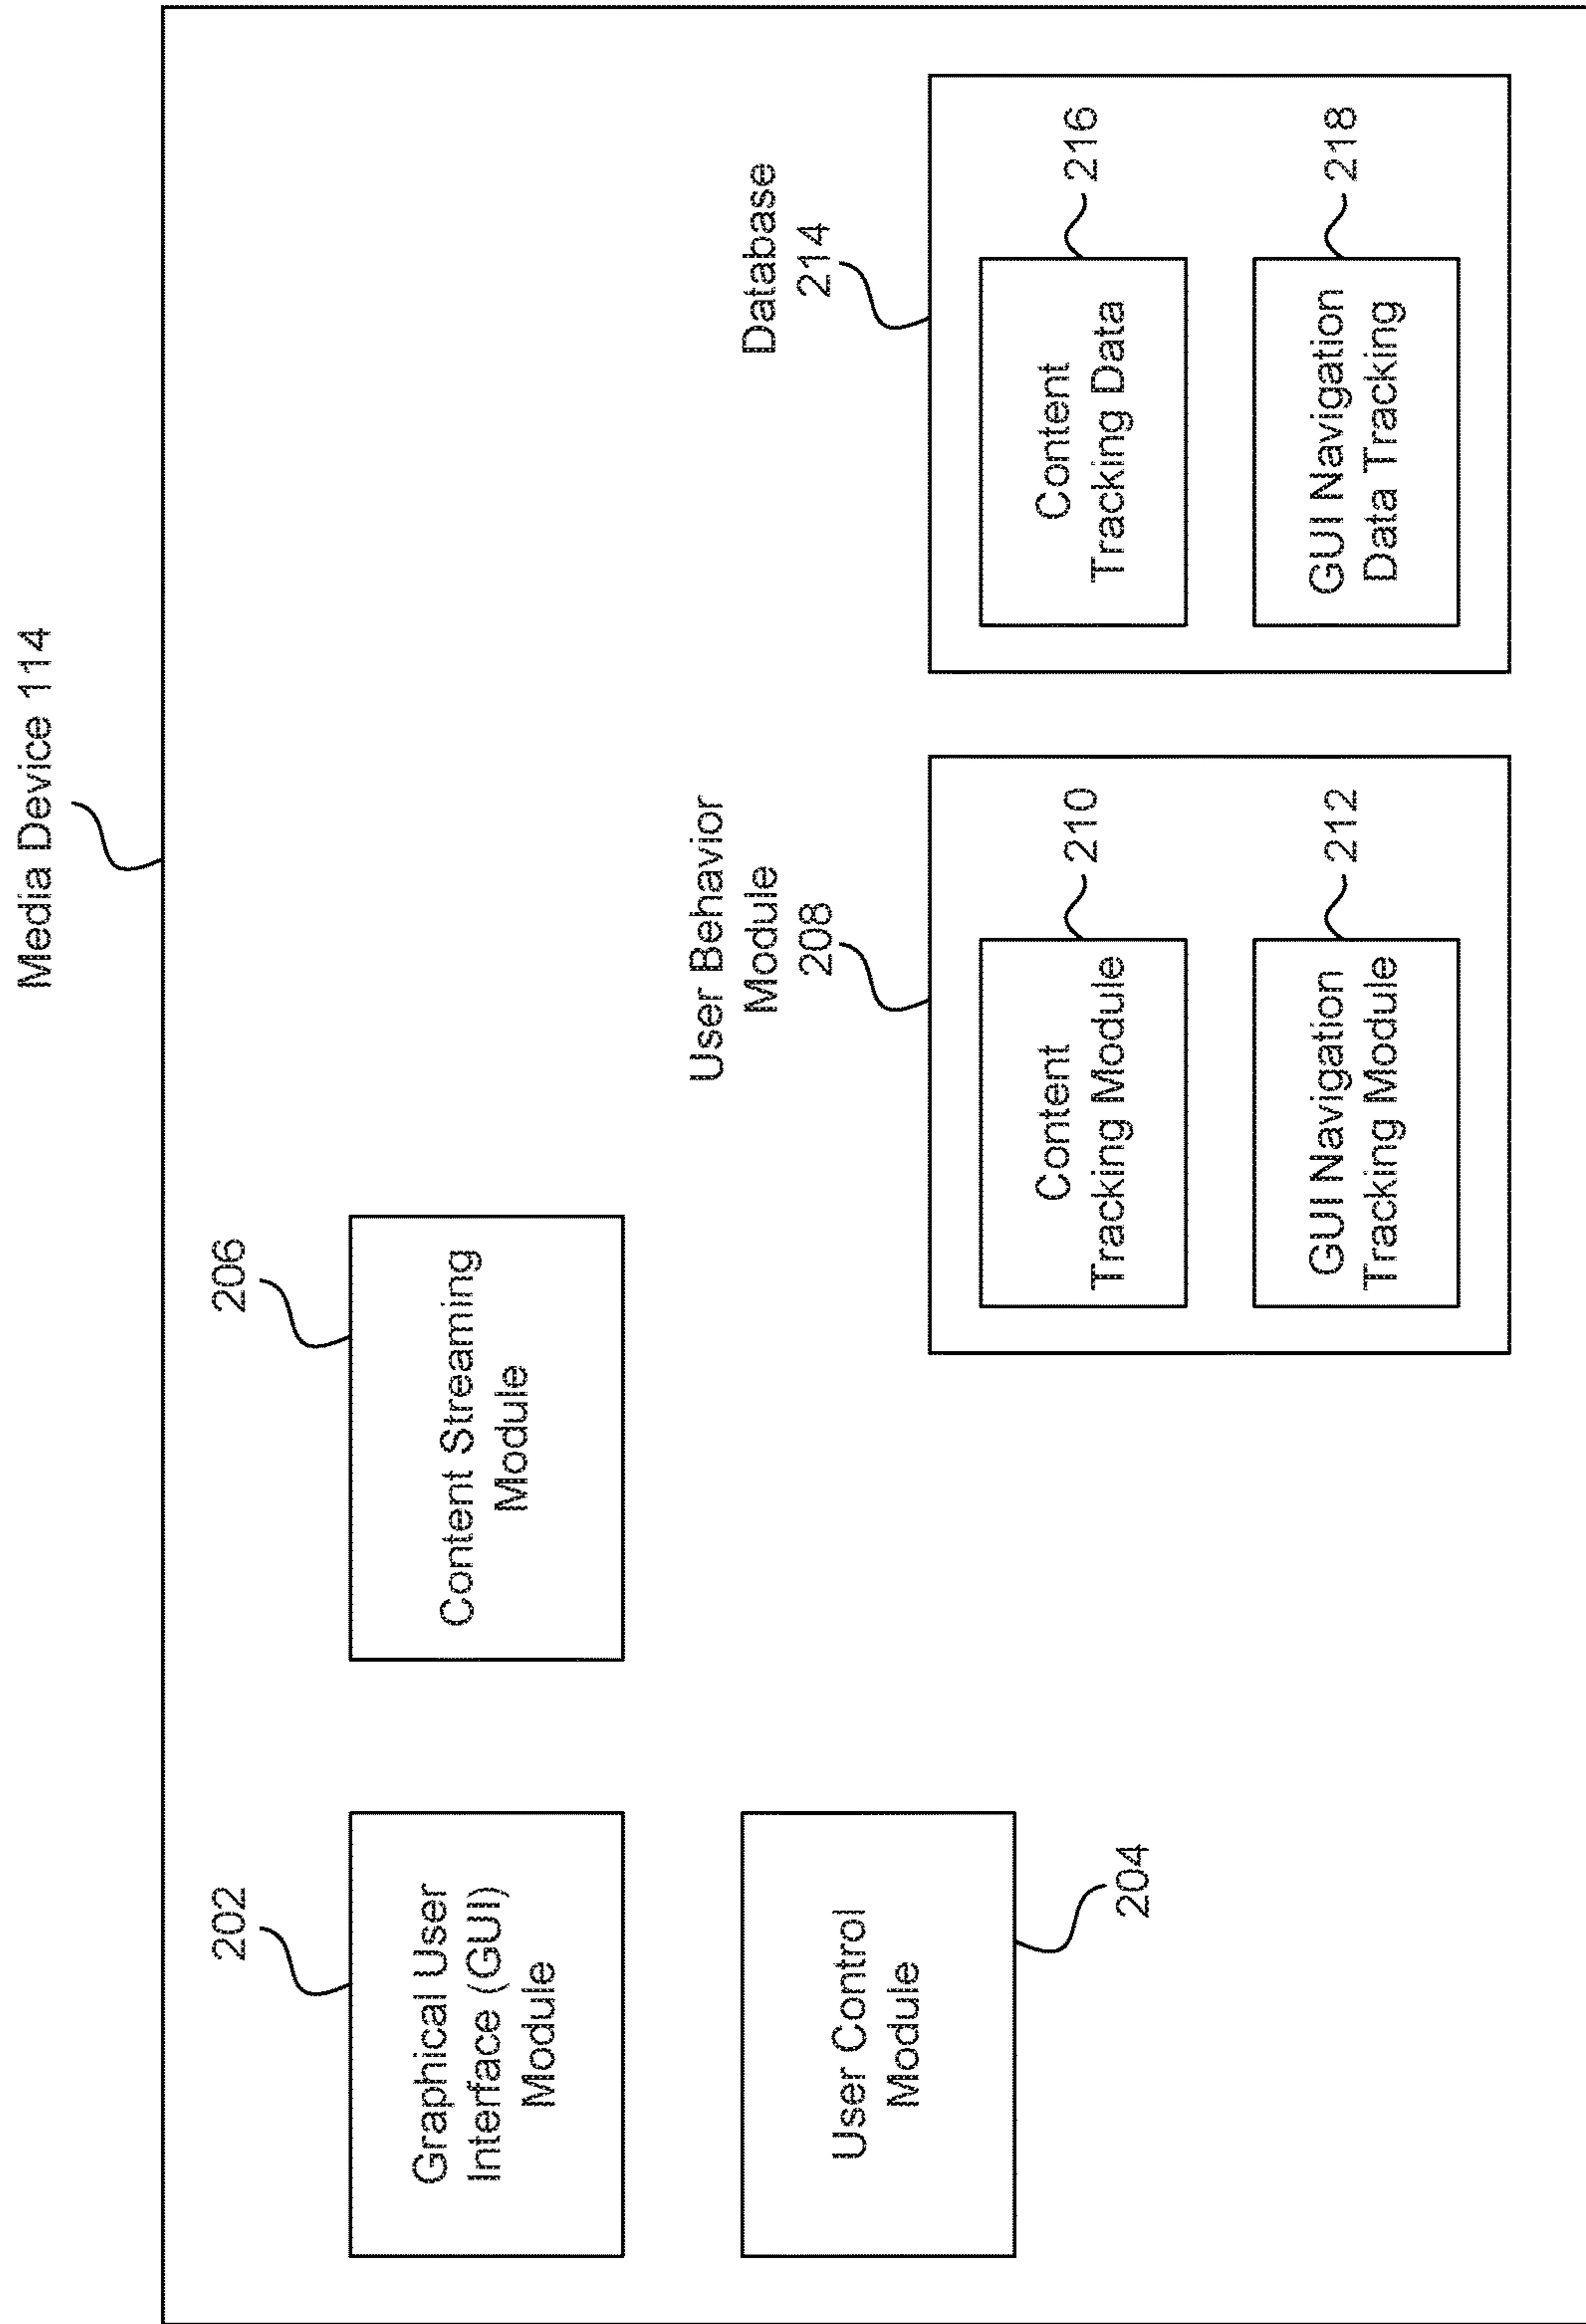 Media Device 114
202
Graphical User
Interface (GUI)
Module
206
Content Streaming
Module
User Control
Module
204
User Behavior
Module
208
Content
Tracking Module
210
GUI Navigation
Tracking Module
212
Database
214
Content
Tracking Data
216
GUI Navigation
Data Tracking
218